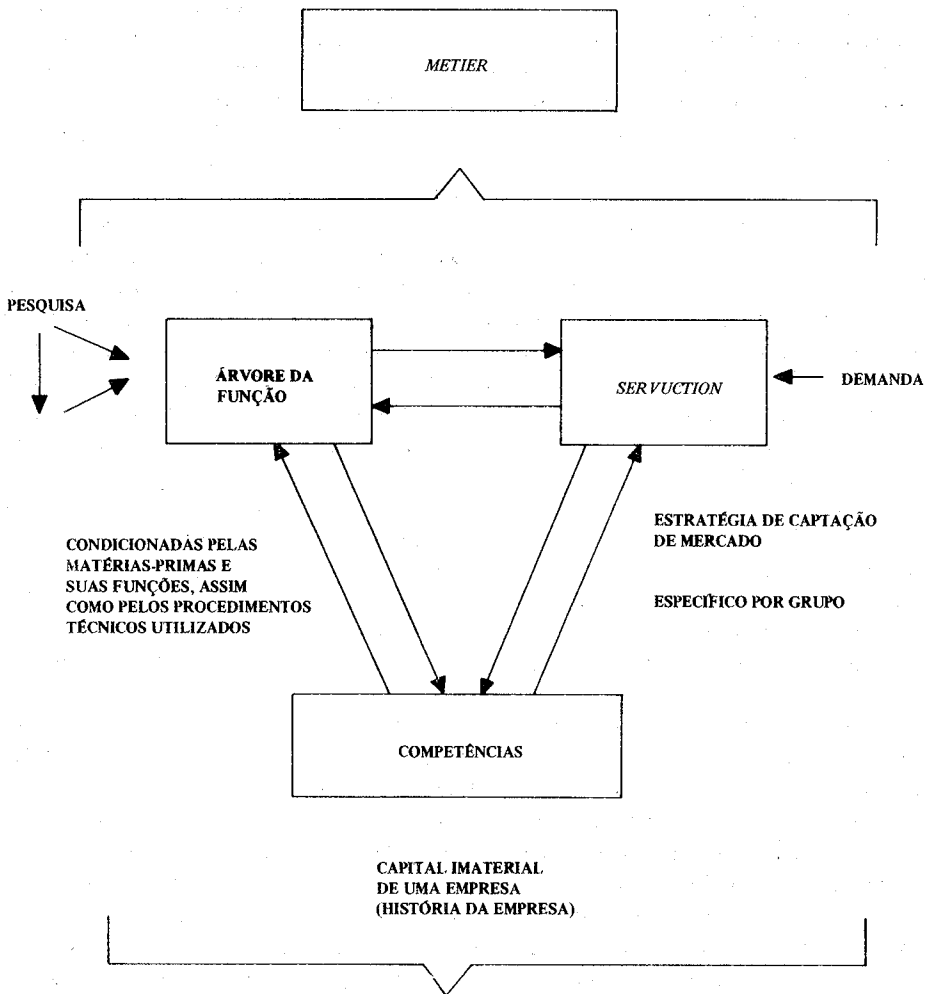 METIER
PESQUISA
ÁRVORE DA
FUNÇÃO
SERVUCTION
DEMANDA
CONDICIONADAS PELAS
MATÉRIAS-PRIMAS E
SUAS FUNÇÕES, ASSIM
COMO PELOS PROCEDIMENTOS
TÉCNICOS UTILIZADOS
ESTRATÉGIA DE CAPTAÇÃO
DE MERCADO
ESPECÍFICO POR GRUPO
COMPETÊNCIAS
CAPITAL IMATERIAL
DE UMA EMPRESA
(HISTÓRIA DA EMPRESA)